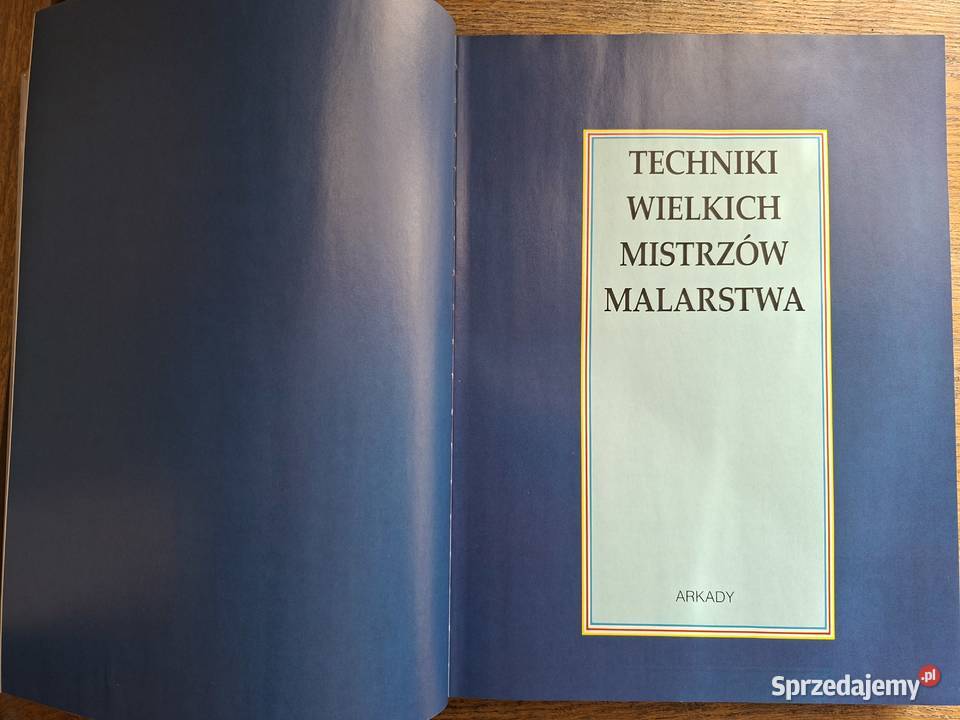 TECHNIKI
WIELKICH
MISTRZÓW
MALARSTWA
ARKADY
Sprzedajemy.pl